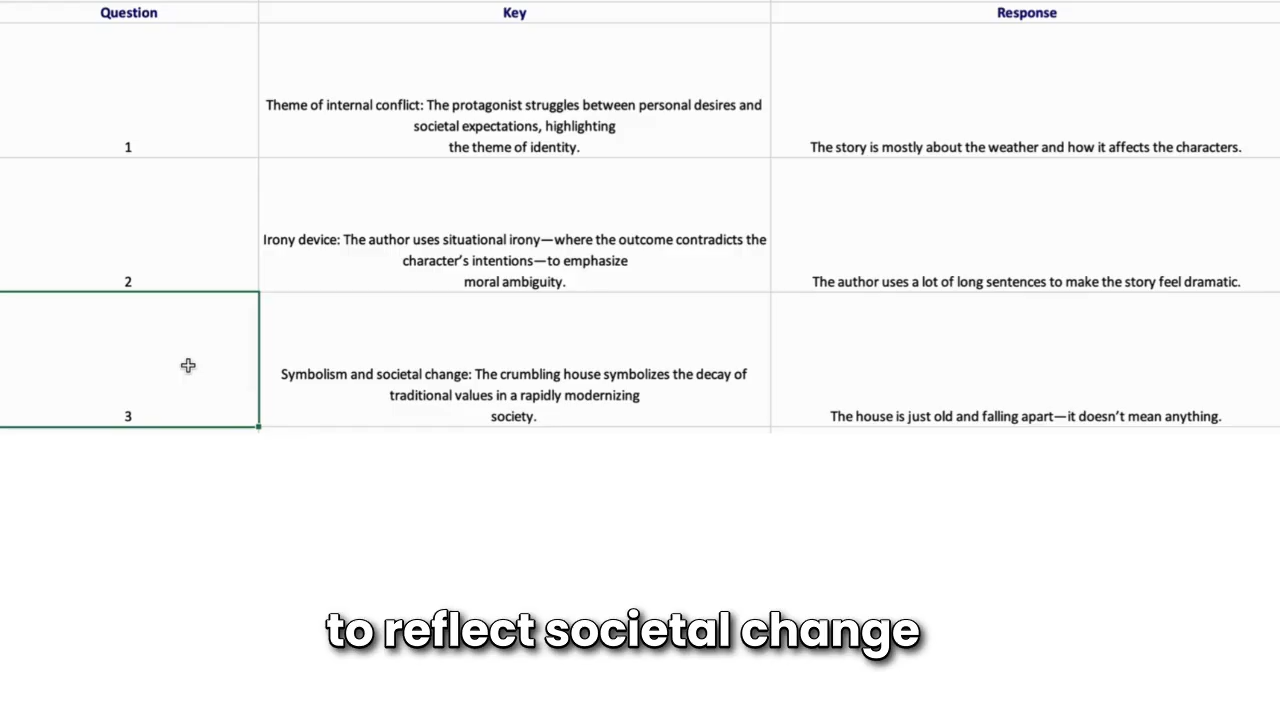 Question Key Response
Theme of internal conflict: The protagonist struggles between personal desires and
societal expectations, highlighting
1 the theme of identity. The story is mostly about the weather and how it affects the characters.
Irony device: The author uses situational irony—where the outcome contradicts the
character’s intentions—to emphasize
2 moral ambiguity. The author uses a lot of long sentences to make the story feel dramatic.
Symbolism and societal change: The crumbling house symbolizes the decay of
traditional values in a rapidly modernizing
3 society. The house is just old and falling apart—it doesn’t mean anything.
to reflect societal change